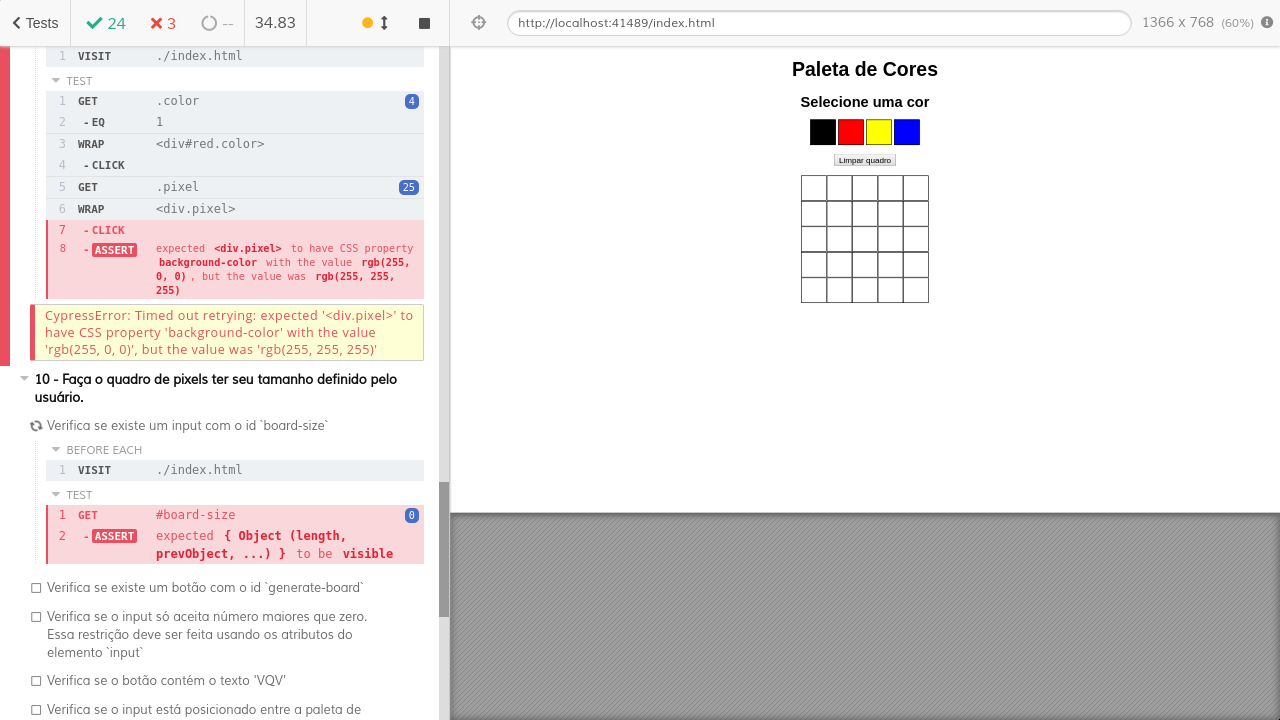 Tests 24 3 -- 34.83
http://localhost:41489/index.html 1366 x 768 (60%)
1 VISIT ./index.html
TEST
1 GET .color 4
2 - EQ 1
3 WRAP <div#red.color>
4 - CLICK
5 GET .pixel 25
6 WRAP <div.pixel>
7 - CLICK
8 - ASSERT expected <div.pixel> to have CSS property
background-color with the value rgb(255,
0, 0) , but the value was rgb(255, 255,
255)
CypressError: Timed out retrying: expected '<div.pixel>' to
have CSS property 'background-color' with the value
'rgb(255, 0, 0)', but the value was 'rgb(255, 255, 255)'
10 - Faça o quadro de pixels ter seu tamanho definido pelo
usuário.
Verifica se existe um input com o id `board-size`
BEFORE EACH
1 VISIT ./index.html
TEST
1 GET #board-size 0
2 - ASSERT expected { Object (length,
prevObject, ...) } to be visible
Verifica se existe um botão com o id `generate-board`
Verifica se o input só aceita número maiores que zero.
Essa restrição deve ser feita usando os atributos do
elemento `input`
Verifica se o botão contém o texto 'VQV'
Verifica se o input está posicionado entre a paleta de
Paleta de Cores
Selecione uma cor
Limpar quadro